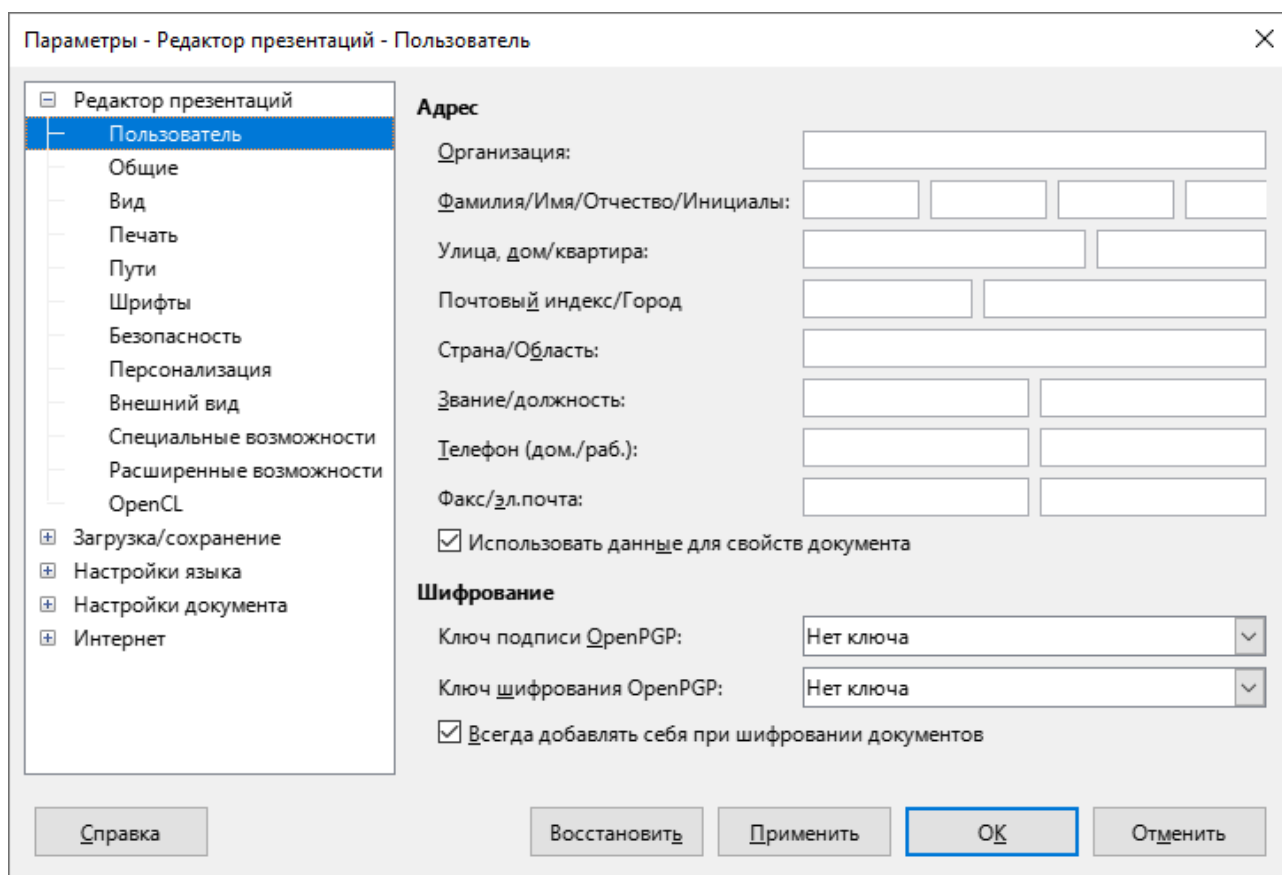 Параметры - Редактор презентаций - Пользователь
Редактор презентаций
Пользователь
Общие
Вид
Печать
Пути
Шрифты
Безопасность
Персонализация
Внешний вид
Специальные возможности
Расширенные возможности
OpenCL
Загрузка/сохранение
Настройки языка
Настройки документа
Интернет
Адрес
Организация:
Фамилия/Имя/Отчество/Инициалы:
Улица, дом/квартира:
Почтовый индекс/Город
Страна/Область:
Звание/должность:
Телефон (дом./раб.):
Факс/эл.почта:
Использовать данные для свойств документа
Шифрование
Ключ подписи OpenPGP: Нет ключа
Ключ шифрования OpenPGP: Нет ключа
Всегда добавлять себя при шифровании документов
Справка Восстановить Применить OK Отменить